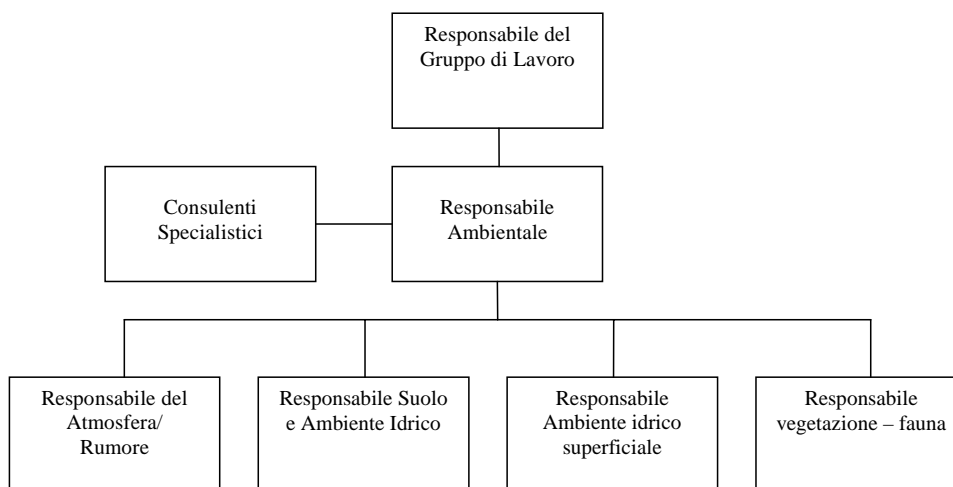 Responsabile del
Gruppo di Lavoro
Consulenti
Specialistici
Responsabile
Ambientale
Responsabile del
Atmosfera/
Rumore
Responsabile Suolo
e Ambiente Idrico
Responsabile
Ambiente idrico
superficiale
Responsabile
vegetazione – fauna